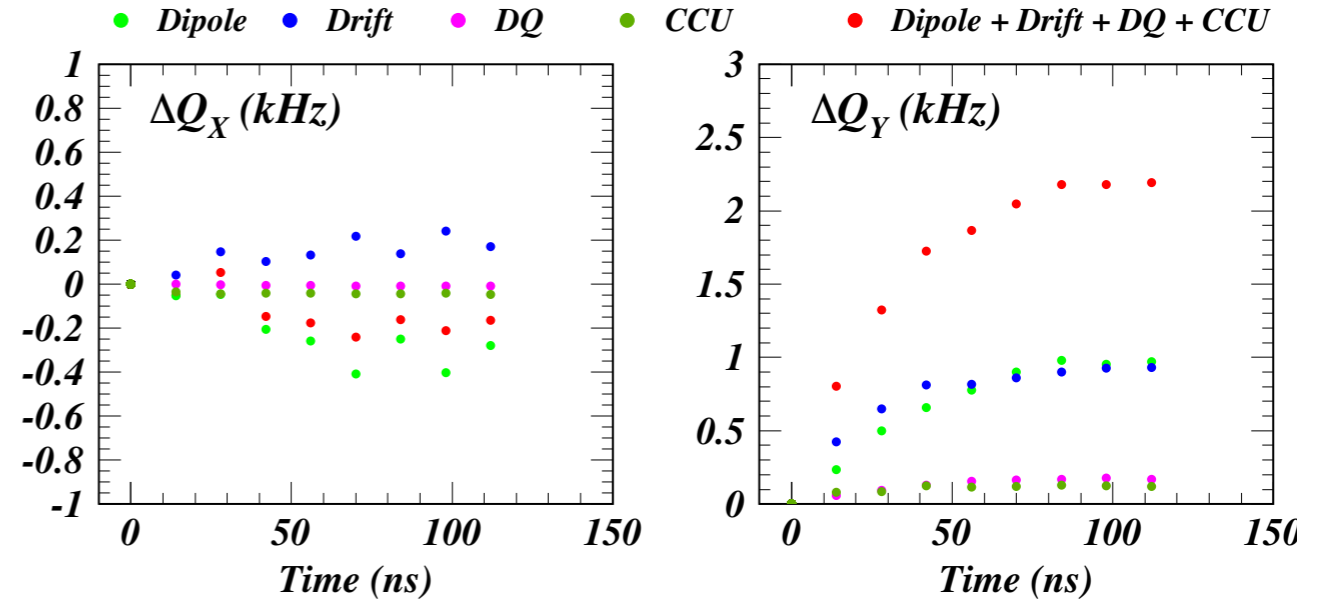 Dipole Drift DQ CCU Dipole + Drift + DQ + CCU
ΔQ_X (kHz)
1
0.8
0.6
0.4
0.2
0
-0.2
-0.4
-0.6
-0.8
-1
0 50 100 150
Time (ns)
ΔQ_Y (kHz)
3
2.5
2
1.5
1
0.5
0
0 50 100 150
Time (ns)